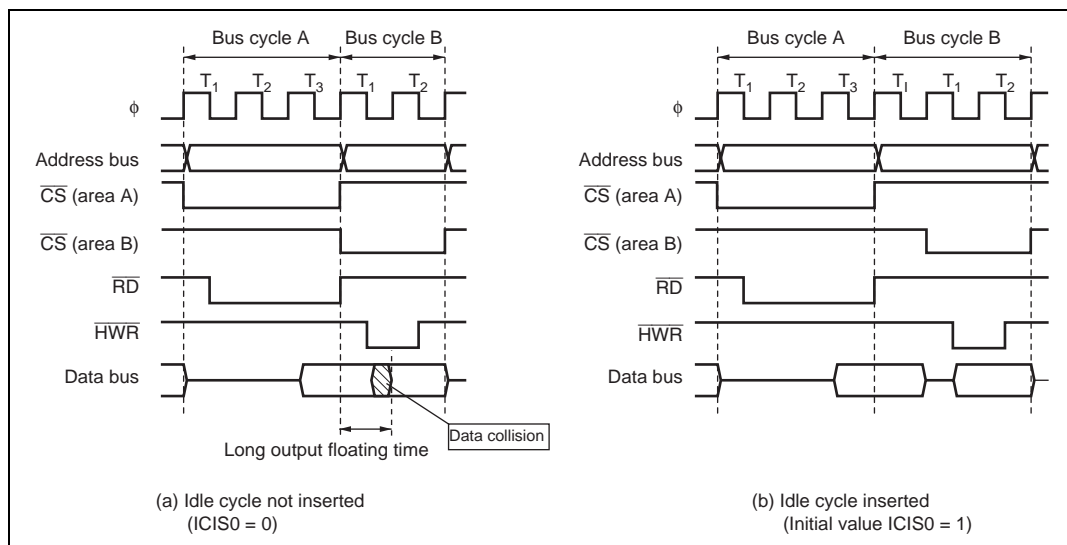 Bus cycle A Bus cycle B
T1 T2 T3 T1 T2
φ
Address bus
CS (area A)
CS (area B)
RD
HWR
Data bus
Data collision
Long output floating time
(a) Idle cycle not inserted
(ICIS0 = 0)
Bus cycle A Bus cycle B
T1 T2 T3 TI T1 T2
φ
Address bus
CS (area A)
CS (area B)
RD
HWR
Data bus
(b) Idle cycle inserted
(Initial value ICIS0 = 1)